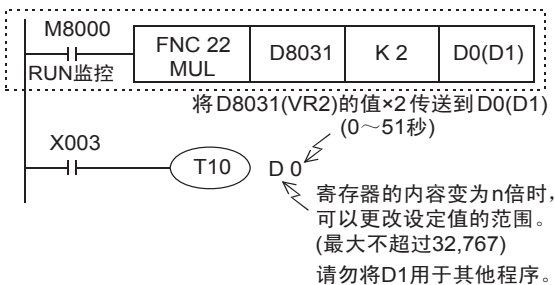 M8000
RUN监控
FNC 22
MUL
D8031
K 2
D0(D1)
将D8031(VR2)的值×2传送到D0(D1)
(0～51秒)
X003
T10
D 0
寄存器的内容变为n倍时,
可以更改设定值的范围。
(最大不超过32,767)
请勿将D1用于其他程序。